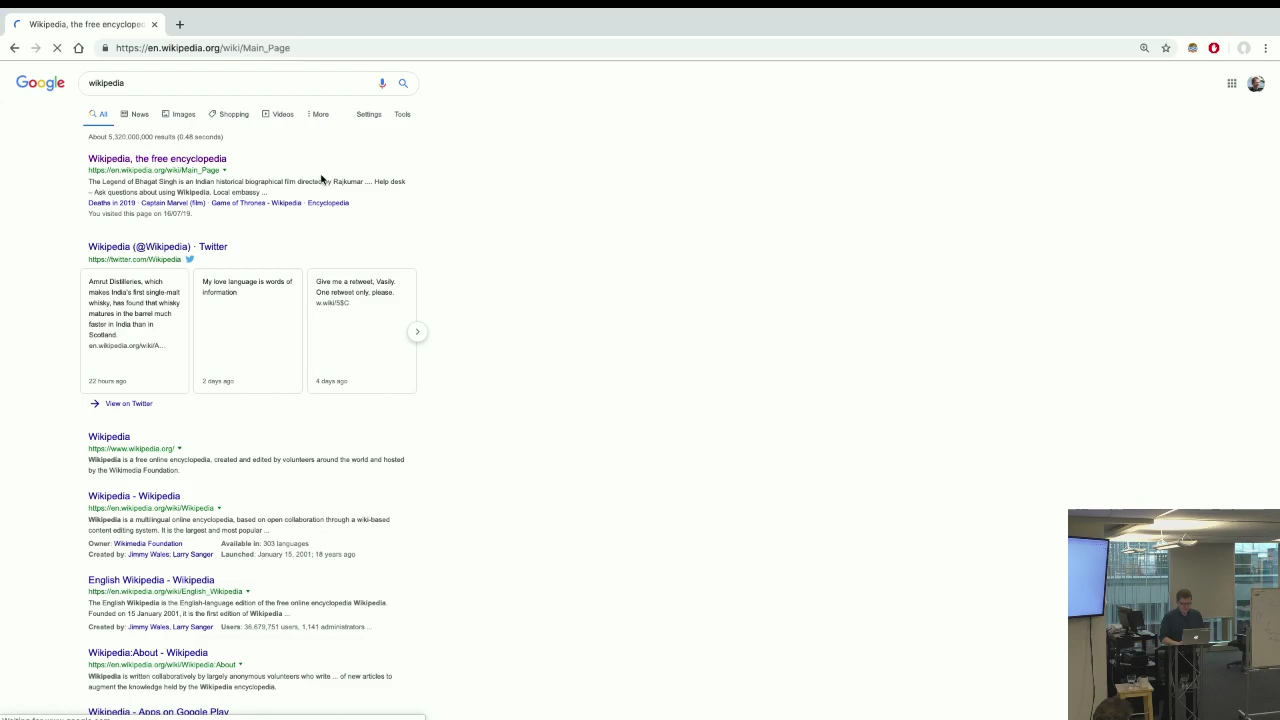 Wikipedia, the free encyclopec
https://en.wikipedia.org/wiki/Main_Page
Google
wikipedia
All News Images Shopping Videos More Settings Tools
About 5,320,000,000 results (0.48 seconds)
Wikipedia, the free encyclopedia
https://en.wikipedia.org/wiki/Main_Page
The Legend of Bhagat Singh is an Indian historical biographical film directed by Rajkumar .... Help desk
– Ask questions about using Wikipedia. Local embassy ...
Deaths in 2019 · Captain Marvel (film) · Game of Thrones - Wikipedia · Encyclopedia
You visited this page on 16/07/19.
Wikipedia (@Wikipedia) · Twitter
https://twitter.com/Wikipedia
Amrut Distilleries, which
makes India's first single-malt
whisky, has found that whisky
matures in the barrel much
faster in India than in
Scotland.
en.wikipedia.org/wiki/A...
22 hours ago
My love language is words of
information
2 days ago
Give me a retweet, Vasily.
One retweet only, please.
w.wiki/5$C
4 days ago
View on Twitter
Wikipedia
https://www.wikipedia.org/
Wikipedia is a free online encyclopedia, created and edited by volunteers around the world and hosted
by the Wikimedia Foundation.
Wikipedia - Wikipedia
https://en.wikipedia.org/wiki/Wikipedia
Wikipedia is a multilingual online encyclopedia, based on open collaboration through a wiki-based
content editing system. It is the largest and most popular ...
Owner: Wikimedia Foundation Available in: 303 languages
Created by: Jimmy Wales; Larry Sanger Launched: January 15, 2001; 18 years ago
English Wikipedia - Wikipedia
https://en.wikipedia.org/wiki/English_Wikipedia
The English Wikipedia is the English-language edition of the free online encyclopedia Wikipedia.
Founded on 15 January 2001, it is the first edition of Wikipedia ...
Created by: Jimmy Wales, Larry Sanger Users: 36,679,751 users, 1,141 administrators ...
Wikipedia:About - Wikipedia
https://en.wikipedia.org/wiki/Wikipedia:About
Wikipedia is written collaboratively by largely anonymous volunteers who write ... of new articles to
augment the knowledge held by the Wikipedia encyclopedia.
Wikipedia - Apps on Google Play